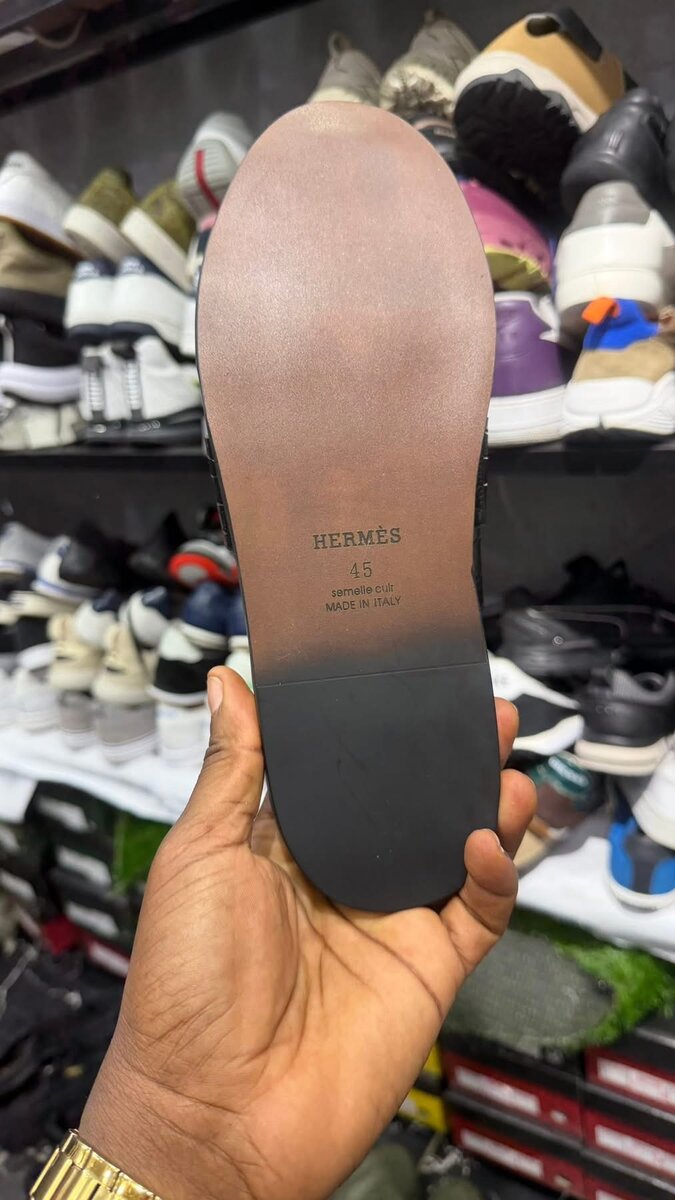 HERMÈS
45
semelle cuir
MADE IN ITALY